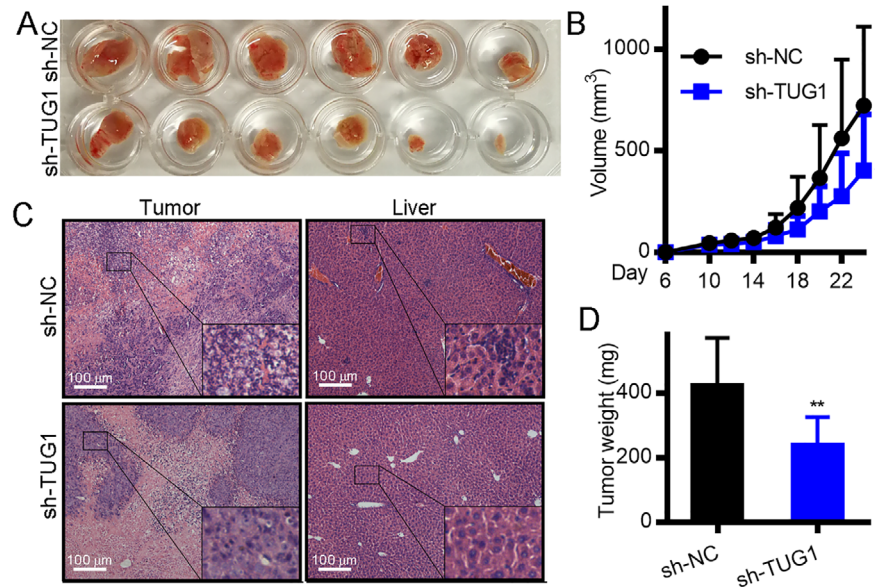 A
sh-NC
sh-TUG1
B
Volume (mm³)
1000
500
0
sh-NC
sh-TUG1
Day
6 10 14 18 22
C
Tumor Liver
sh-NC
100 μm
100 μm
sh-TUG1
100 μm
100 μm
D
Tumor weight (mg)
400
200
0
**
sh-NC
sh-TUG1